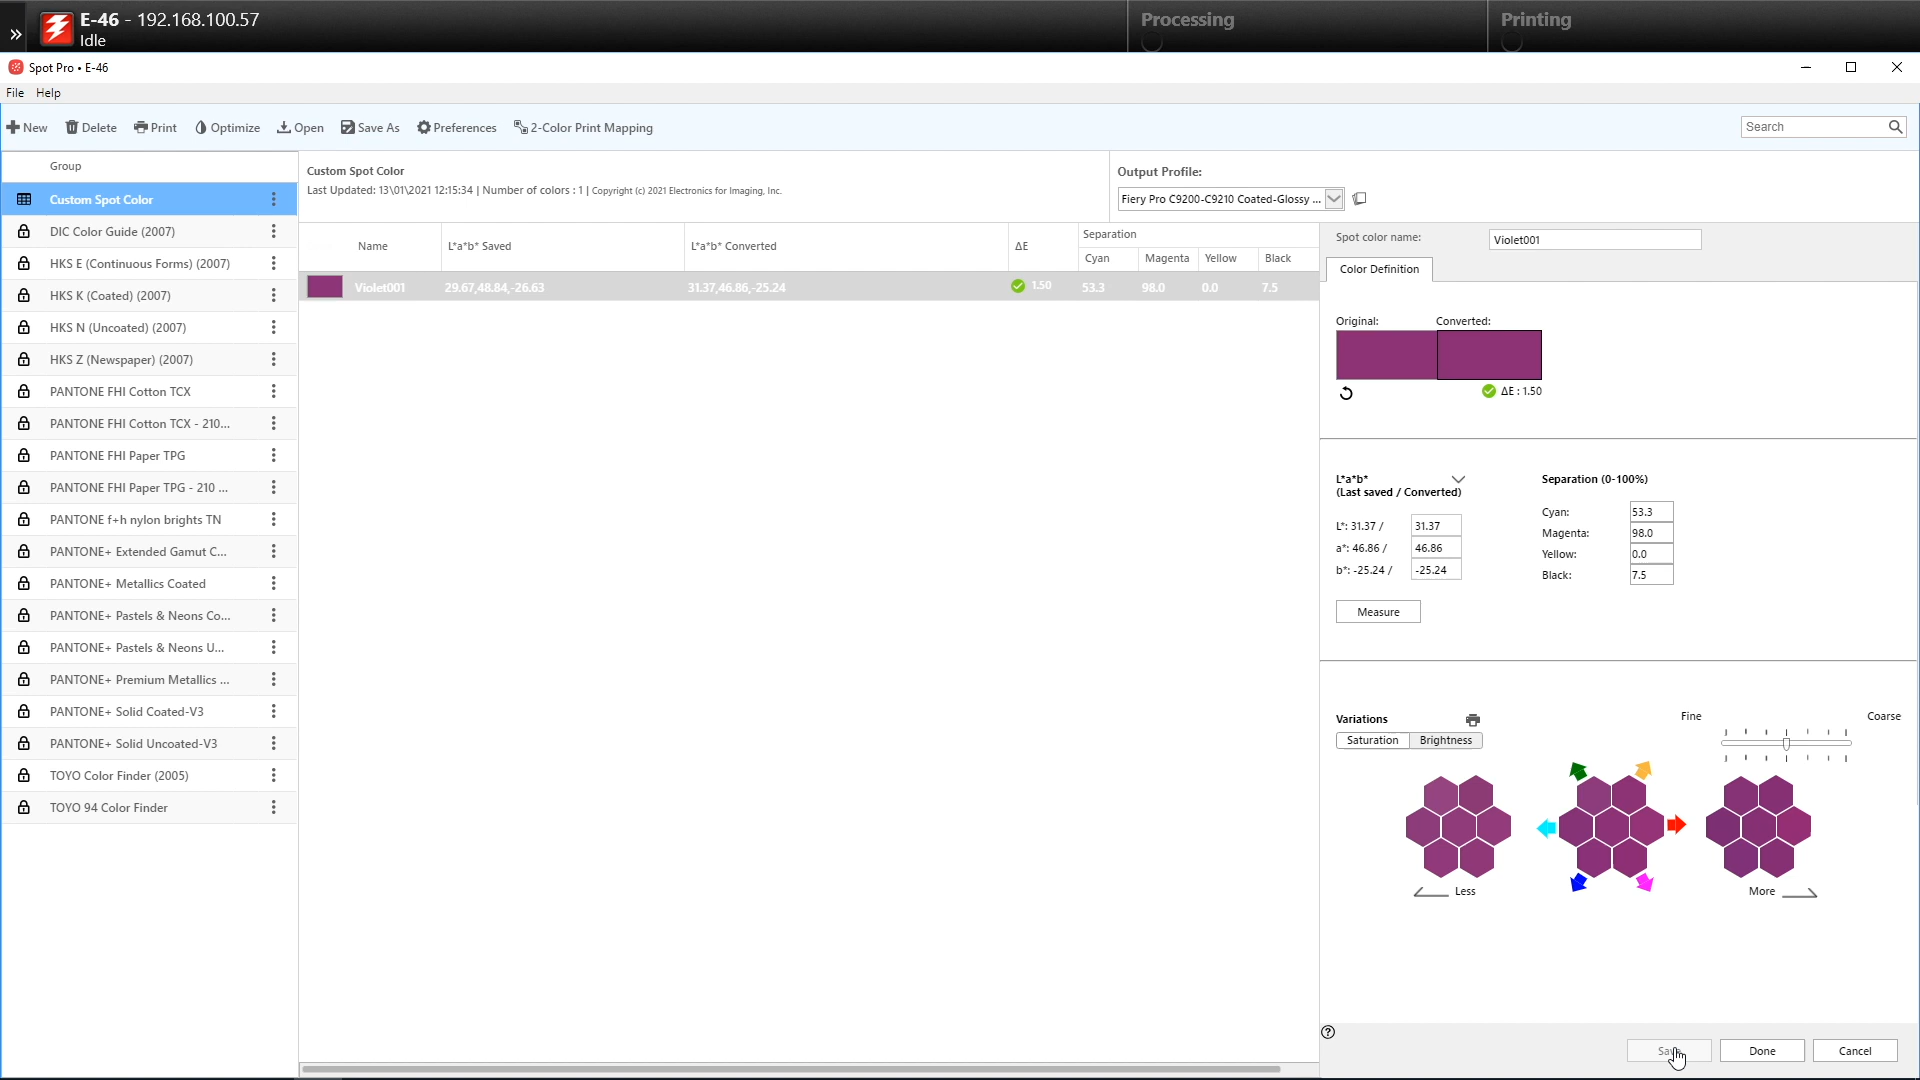 E-46 - 192.168.100.57
Idle
Processing
Printing
Spot Pro • E-46
File Help
New Delete Print Optimize Open Save As Preferences 2-Color Print Mapping
Search
Group
Custom Spot Color
DIC Color Guide (2007)
HKS E (Continuous Forms) (2007)
HKS K (Coated) (2007)
HKS N (Uncoated) (2007)
HKS Z (Newspaper) (2007)
PANTONE FHI Cotton TCX
PANTONE FHI Cotton TCX - 210...
PANTONE FHI Paper TPG
PANTONE FHI Paper TPG - 210 ...
PANTONE f+h nylon brights TN
PANTONE+ Extended Gamut C...
PANTONE+ Metallics Coated
PANTONE+ Pastels & Neons Co...
PANTONE+ Pastels & Neons U...
PANTONE+ Premium Metallics ...
PANTONE+ Solid Coated-V3
PANTONE+ Solid Uncoated-V3
TOYO Color Finder (2005)
TOYO 94 Color Finder
Custom Spot Color
Last Updated: 13\01\2021 12:15:34 | Number of colors : 1 | Copyright (c) 2021 Electronics for Imaging, Inc.
Output Profile:
Fiery Pro C9200-C9210 Coated-Glossy ...
Name L*a*b* Saved L*a*b* Converted ΔE Separation
Cyan Magenta Yellow Black
Violet001 29.67,48.84,-26.63 31.37,46.86,-25.24 1.50 53.3 98.0 0.0 7.5
Spot color name: Violet001
Color Definition
Original: Converted:
ΔE : 1.50
L*a*b*
(Last saved / Converted)
L*: 31.37 / 31.37
a*: 46.86 / 46.86
b*: -25.24 / -25.24
Measure
Separation (0-100%)
Cyan: 53.3
Magenta: 98.0
Yellow: 0.0
Black: 7.5
Variations
Saturation Brightness
Fine Coarse
Less More
Save Done Cancel